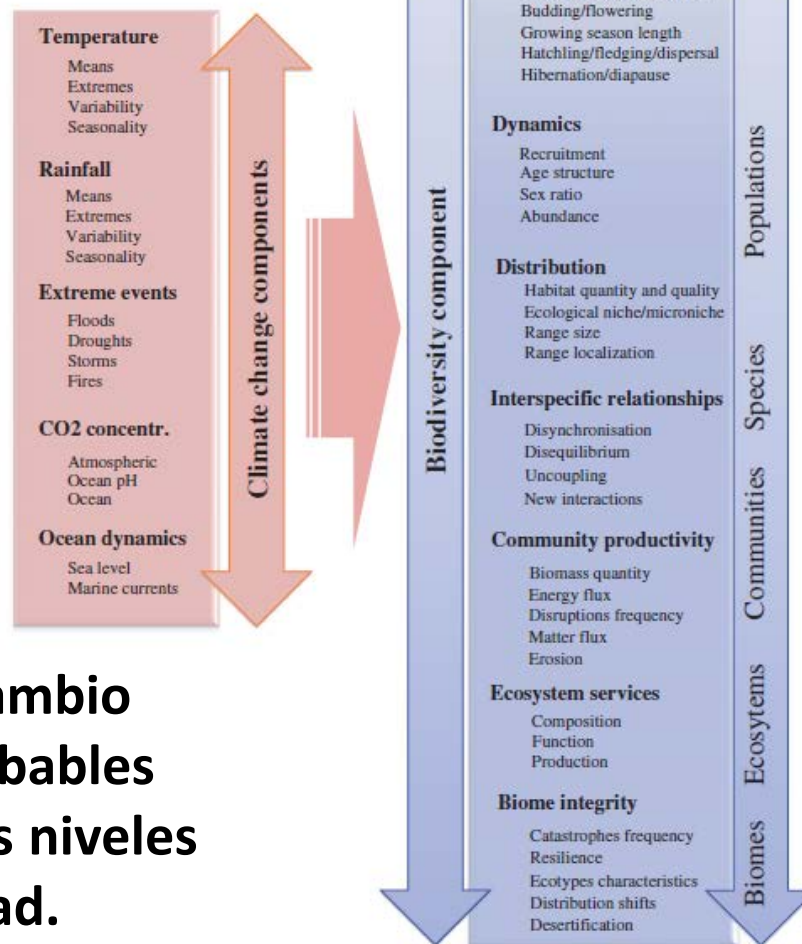 Temperature
Means
Extremes
Variability
Seasonality
Rainfall
Means
Extremes
Variability
Seasonality
Extreme events
Floods
Droughts
Storms
Fires
CO2 concentr.
Atmospheric
Ocean pH
Ocean
Ocean dynamics
Sea level
Marine currents
Climate change components
Biodiversity component
Budding/flowering
Growing season length
Hatchling/fledging/dispersal
Hibernation/diapause
Dynamics
Recruitment
Age structure
Sex ratio
Abundance
Distribution
Habitat quantity and quality
Ecological niche/microniche
Range size
Range localization
Interspecific relationships
Disynchronisation
Disequilibrium
Uncoupling
New interactions
Community productivity
Biomass quantity
Energy flux
Disruptions frequency
Matter flux
Erosion
Ecosystem services
Composition
Function
Production
Biome integrity
Catastrophes frequency
Resilience
Ecotypes characteristics
Distribution shifts
Desertification
Populations
Species
Communities
Ecosytems
Biomes
ambio
bables
s niveles
ad.